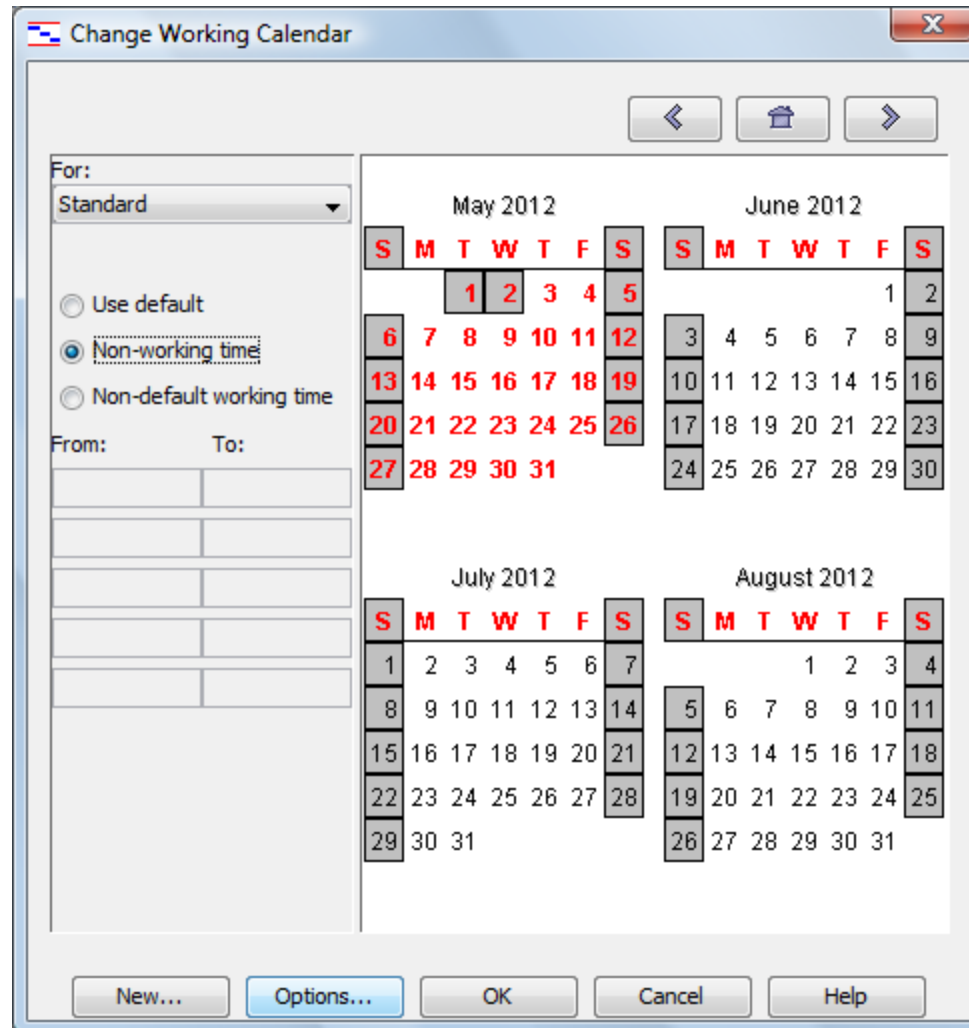 Change Working Calendar
For:
Standard
Use default
Non-working time
Non-default working time
From: To:
May 2012
S M T W T F S
1 2 3 4 5
6 7 8 9 10 11 12
13 14 15 16 17 18 19
20 21 22 23 24 25 26
27 28 29 30 31
June 2012
S M T W T F S
1 2
3 4 5 6 7 8 9
10 11 12 13 14 15 16
17 18 19 20 21 22 23
24 25 26 27 28 29 30
July 2012
S M T W T F S
1 2 3 4 5 6 7
8 9 10 11 12 13 14
15 16 17 18 19 20 21
22 23 24 25 26 27 28
29 30 31
August 2012
S M T W T F S
1 2 3 4
5 6 7 8 9 10 11
12 13 14 15 16 17 18
19 20 21 22 23 24 25
26 27 28 29 30 31
New... Options... OK Cancel Help